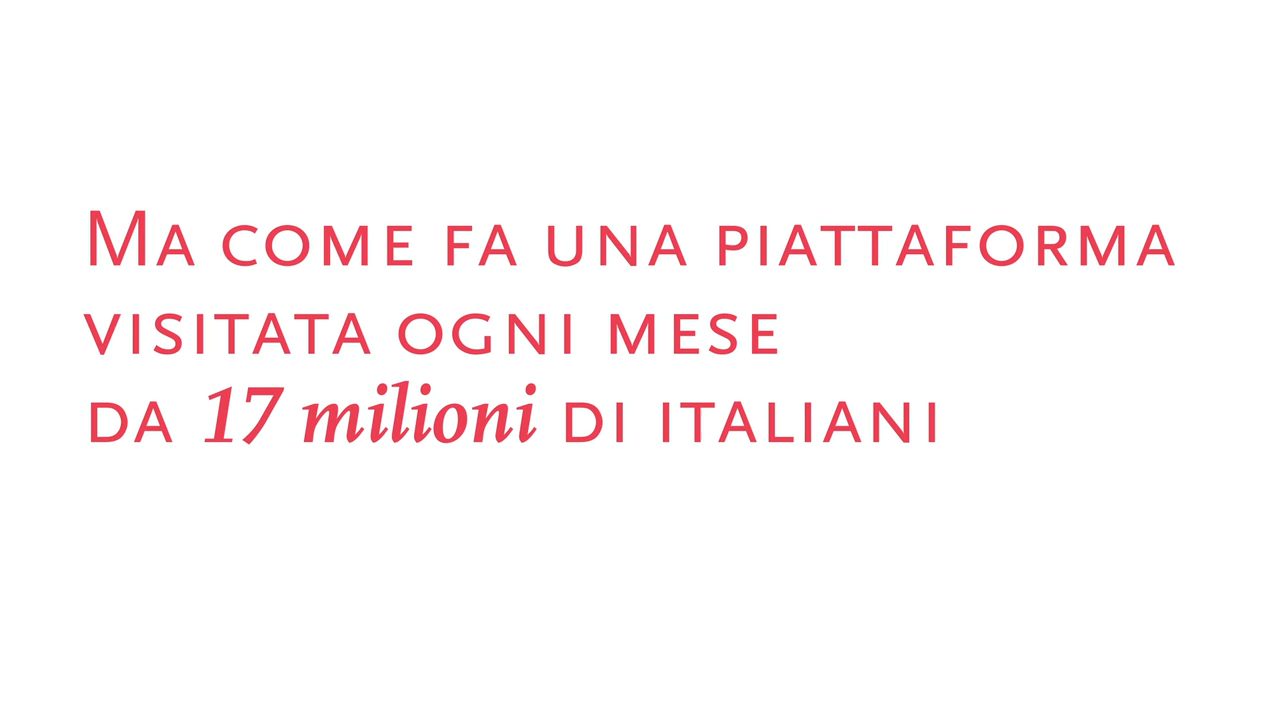 Ma come fa una piattaforma
visitata ogni mese
da 17 milioni di italiani